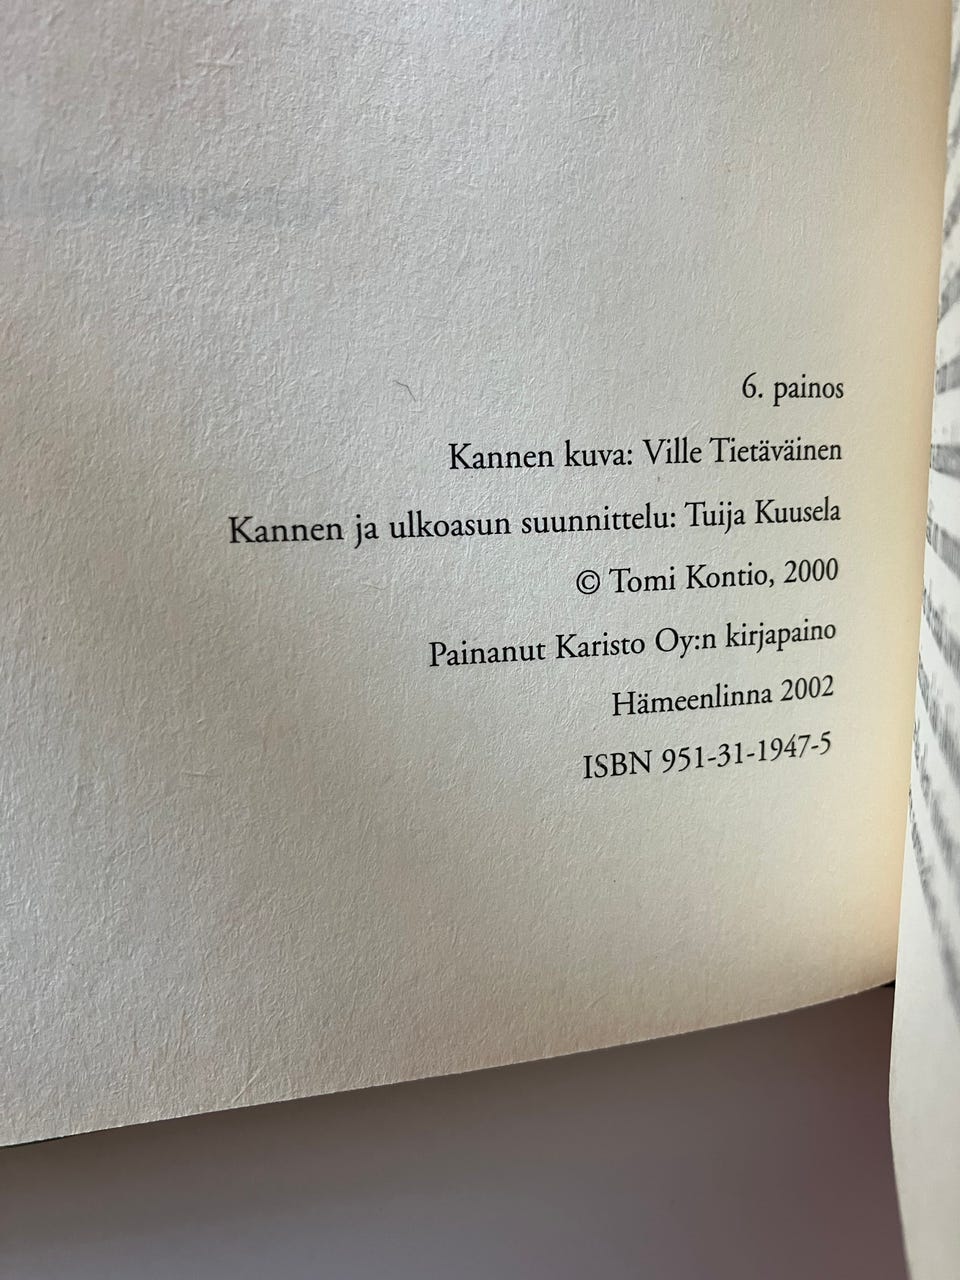 6. painos
Kannen kuva: Ville Tietäväinen
Kannen ja ulkoasun suunnittelu: Tuija Kuusela
© Tomi Kontio, 2000
Painanut Karisto Oy:n kirjapaino
Hämeenlinna 2002
ISBN 951-31-1947-5